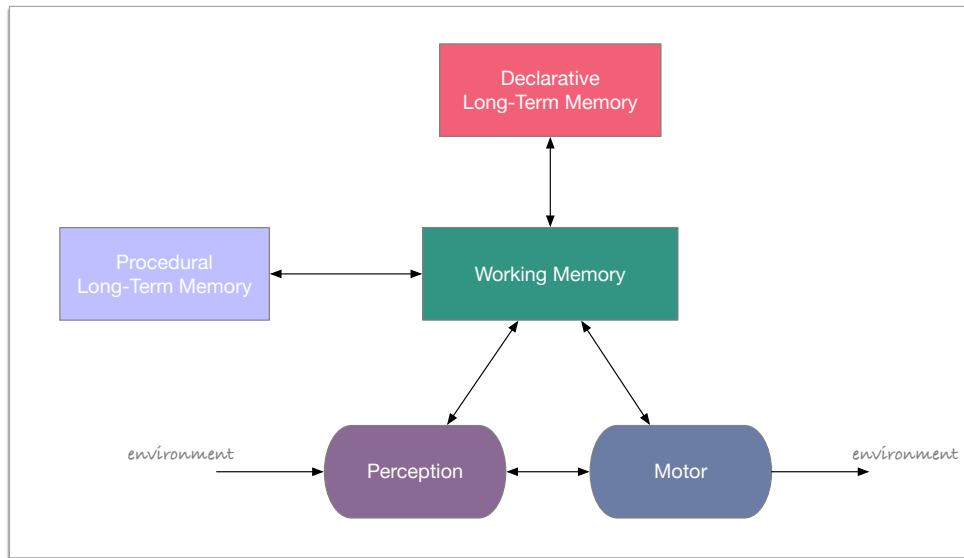 Declarative
Long-Term Memory
Procedural
Long-Term Memory
Working Memory
environment
Perception
Motor
environment